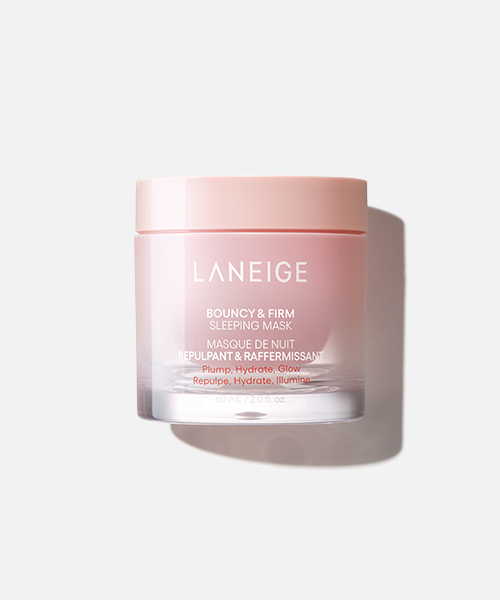 LANEIGE
BOUNCY & FIRM
SLEEPING MASK
MASQUE DE NUIT
REPULPANT & RAFFERMISSANT
Plump, Hydrate, Glow
Repulpe, Hydrate, Illumine
60 mL / 2.0 fl. oz.